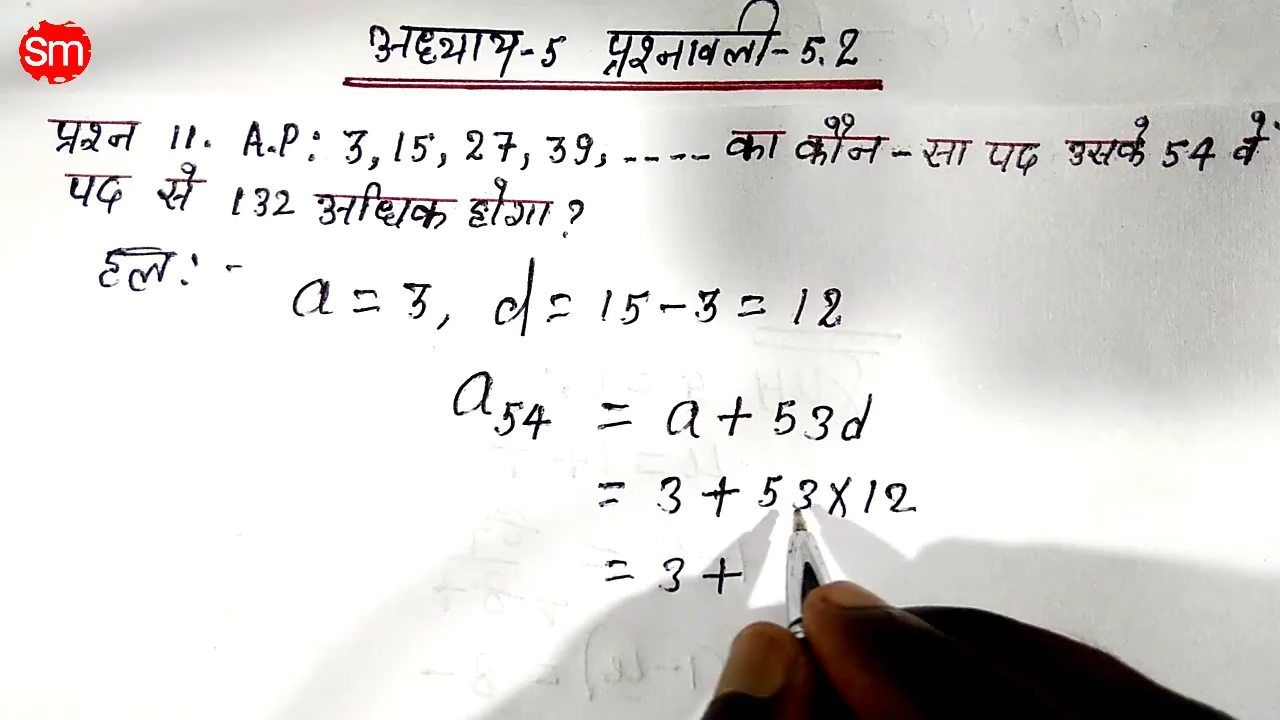 Sm
अध्याय-5 प्रश्नावली-5.2
प्रश्न 11. A.P: 3, 15, 27, 39, ----- का कौन-सा पद उसके 54 वें
पद से 132 अधिक होगा?
हल:-
a = 3, d = 15 - 3 = 12
a54 = a + 53d
= 3 + 53 × 12
= 3 +